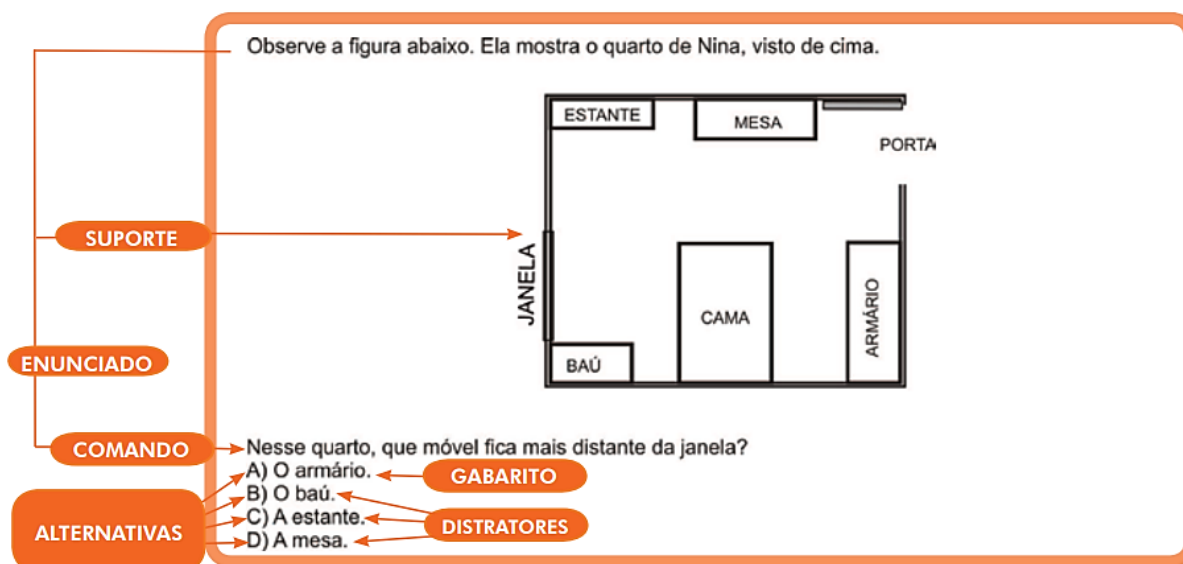 Observe a figura abaixo. Ela mostra o quarto de Nina, visto de cima.
ESTANTE
MESA
PORTA
SUPORTE
JANELA
CAMA
ARMÁRIO
BAÚ
ENUNCIADO
COMANDO
Nesse quarto, que móvel fica mais distante da janela?
A) O armário.
GABARITO
B) O baú.
C) A estante.
DISTRATORES
D) A mesa.
ALTERNATIVAS